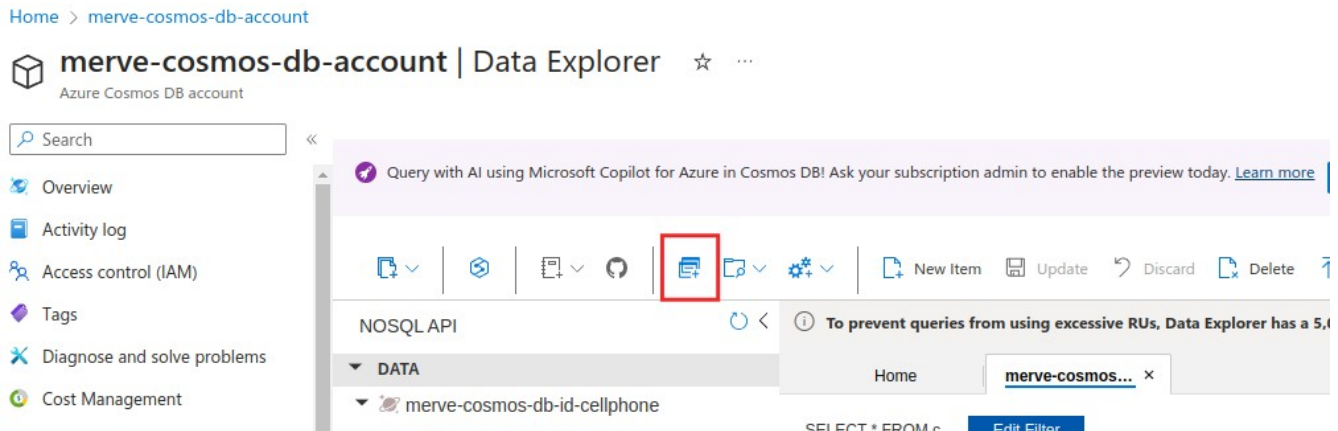 Home > merve-cosmos-db-account
merve-cosmos-db-account | Data Explorer ☆ ...
Azure Cosmos DB account
Search «
Query with AI using Microsoft Copilot for Azure in Cosmos DB! Ask your subscription admin to enable the preview today. Learn more
Overview
Activity log
Access control (IAM)
Tags
Diagnose and solve problems
Cost Management
New Item Update Discard Delete
NOSQL API
To prevent queries from using excessive RUs, Data Explorer has a 5,
DATA
Home merve-cosmos... ×
merve-cosmos-db-id-cellphone
SELECT * FROM c Edit Filter